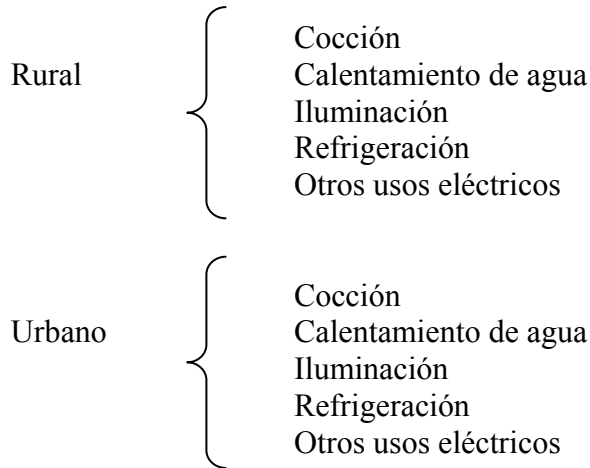 Cocción
Rural Calentamiento de agua
Iluminación
Refrigeración
Otros usos eléctricos
Cocción
Urbano Calentamiento de agua
Iluminación
Refrigeración
Otros usos eléctricos